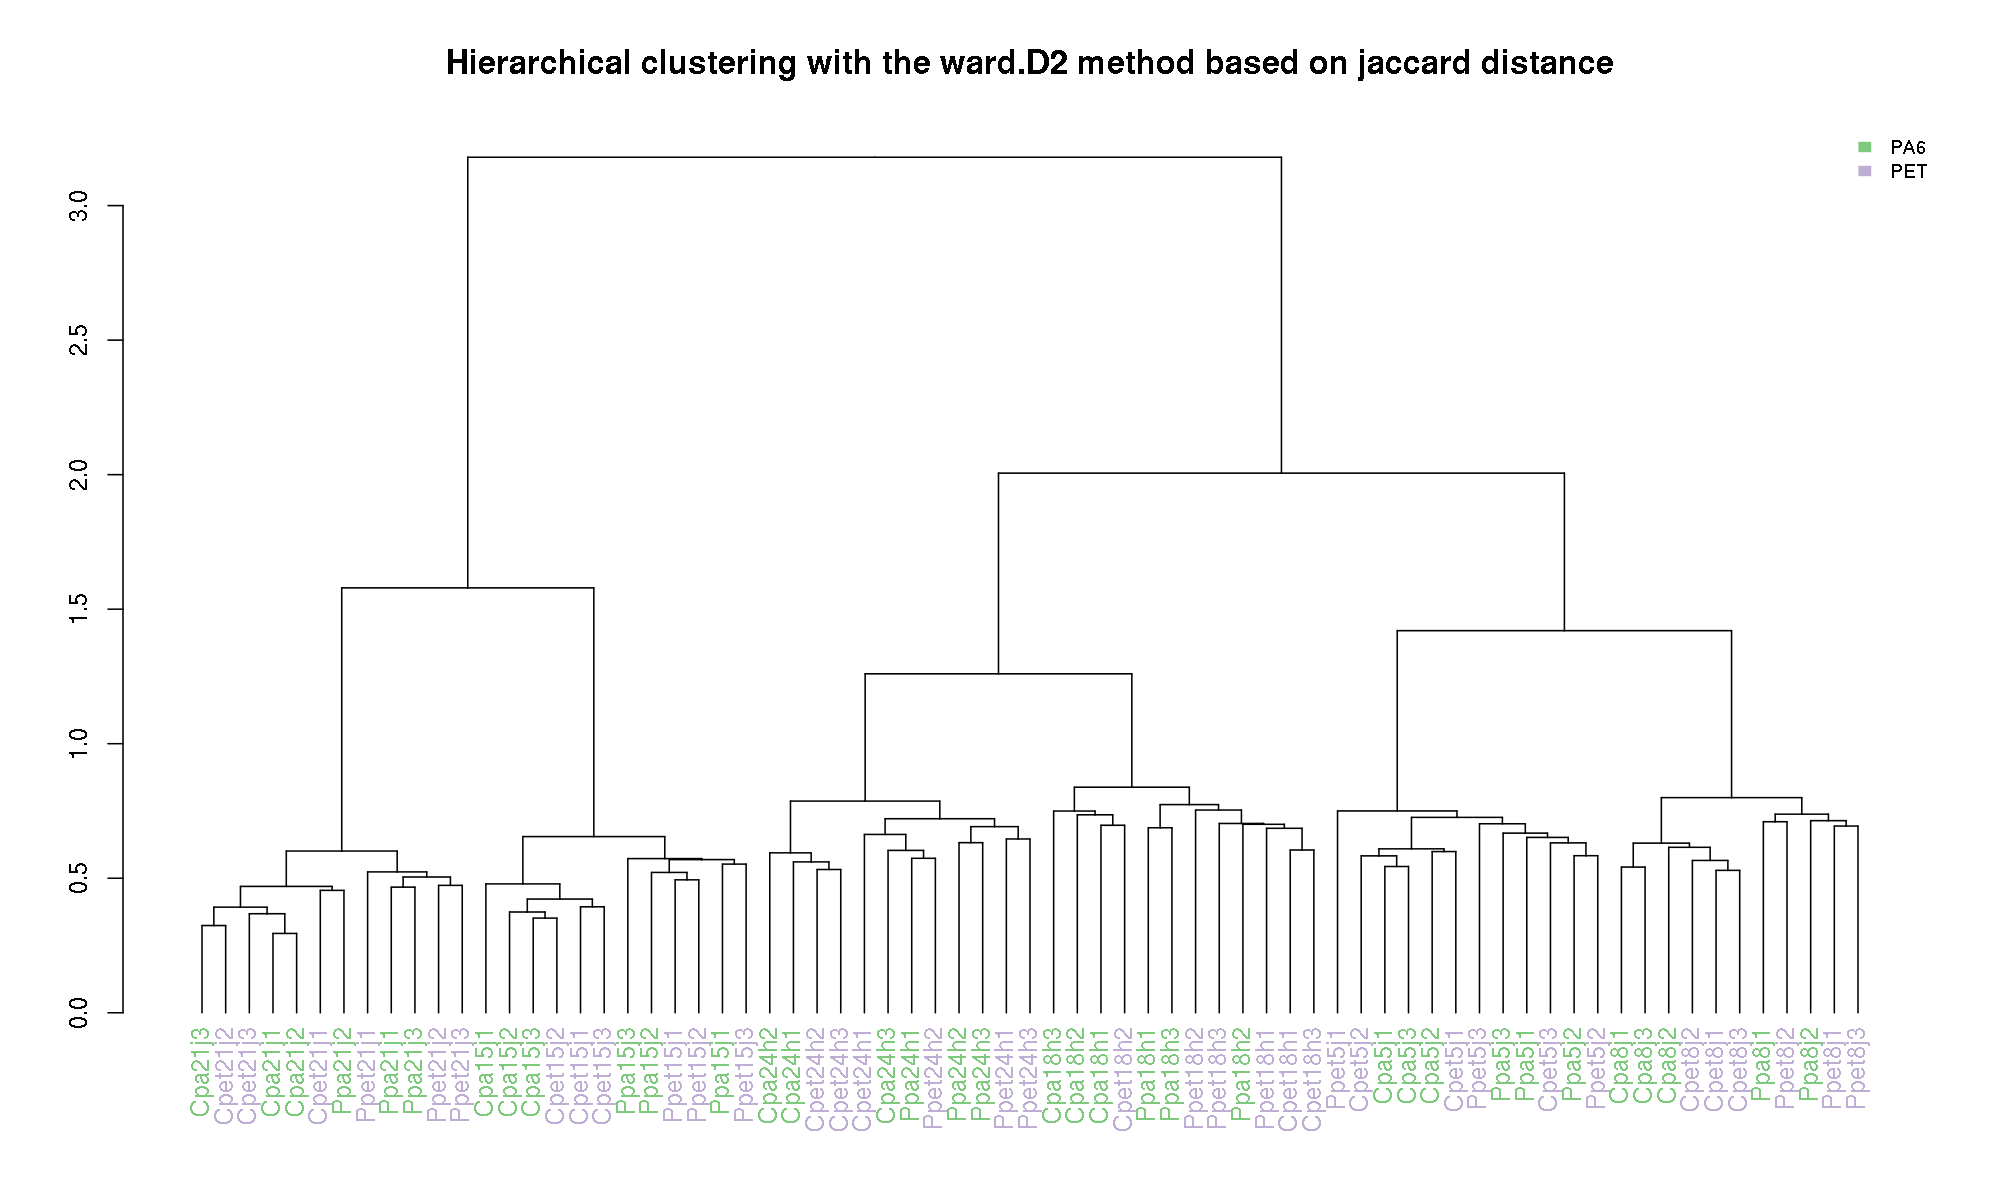 Hierarchical clustering with the ward.D2 method based on jaccard distance
PA6
PET
3.0
2.5
2.0
1.5
1.0
0.5
0.0
Cpa21j3
Cpet21j2
Cpet21j3
Cpa21j1
Cpa21j2
Cpet21j1
Ppa21j2
Ppet21j1
Ppa21j1
Ppa21j3
Ppet21j2
Ppet21j3
Cpa15j1
Cpa15j2
Cpa15j3
Cpet15j2
Cpet15j1
Cpet15j3
Ppa15j3
Ppa15j2
Ppet15j1
Ppet15j2
Ppa15j1
Ppet15j3
Cpa24h2
Cpa24h1
Cpet24h2
Cpet24h3
Cpet24h1
Cpa24h3
Ppa24h1
Ppet24h2
Ppa24h2
Ppa24h3
Ppet24h1
Ppet24h3
Cpa18h3
Cpa18h2
Cpa18h1
Cpet18h2
Ppa18h1
Ppa18h3
Ppet18h2
Ppet18h3
Ppa18h2
Ppet18h1
Cpet18h1
Cpet18h3
Ppet5j1
Cpet5j2
Cpa5j1
Cpa5j3
Cpa5j2
Cpet5j1
Ppet5j3
Ppa5j3
Ppa5j1
Cpet5j3
Ppa5j2
Ppet5j2
Cpa8j1
Cpa8j3
Cpa8j2
Cpet8j2
Cpet8j1
Cpet8j3
Ppa8j1
Ppet8j2
Ppa8j2
Ppet8j1
Ppet8j3